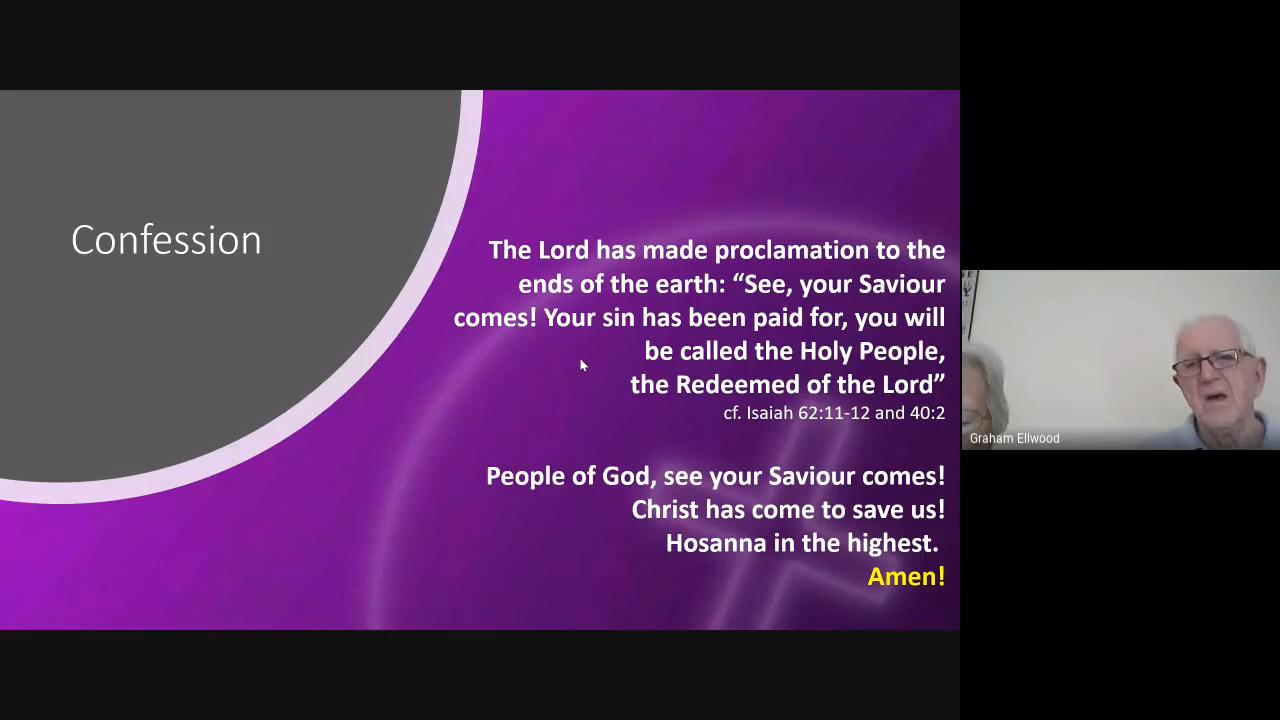 Confession
The Lord has made proclamation to the
ends of the earth: “See, your Saviour
comes! Your sin has been paid for, you will
be called the Holy People,
the Redeemed of the Lord”
cf. Isaiah 62:11-12 and 40:2
People of God, see your Saviour comes!
Christ has come to save us!
Hosanna in the highest.
Amen!
Graham Ellwood